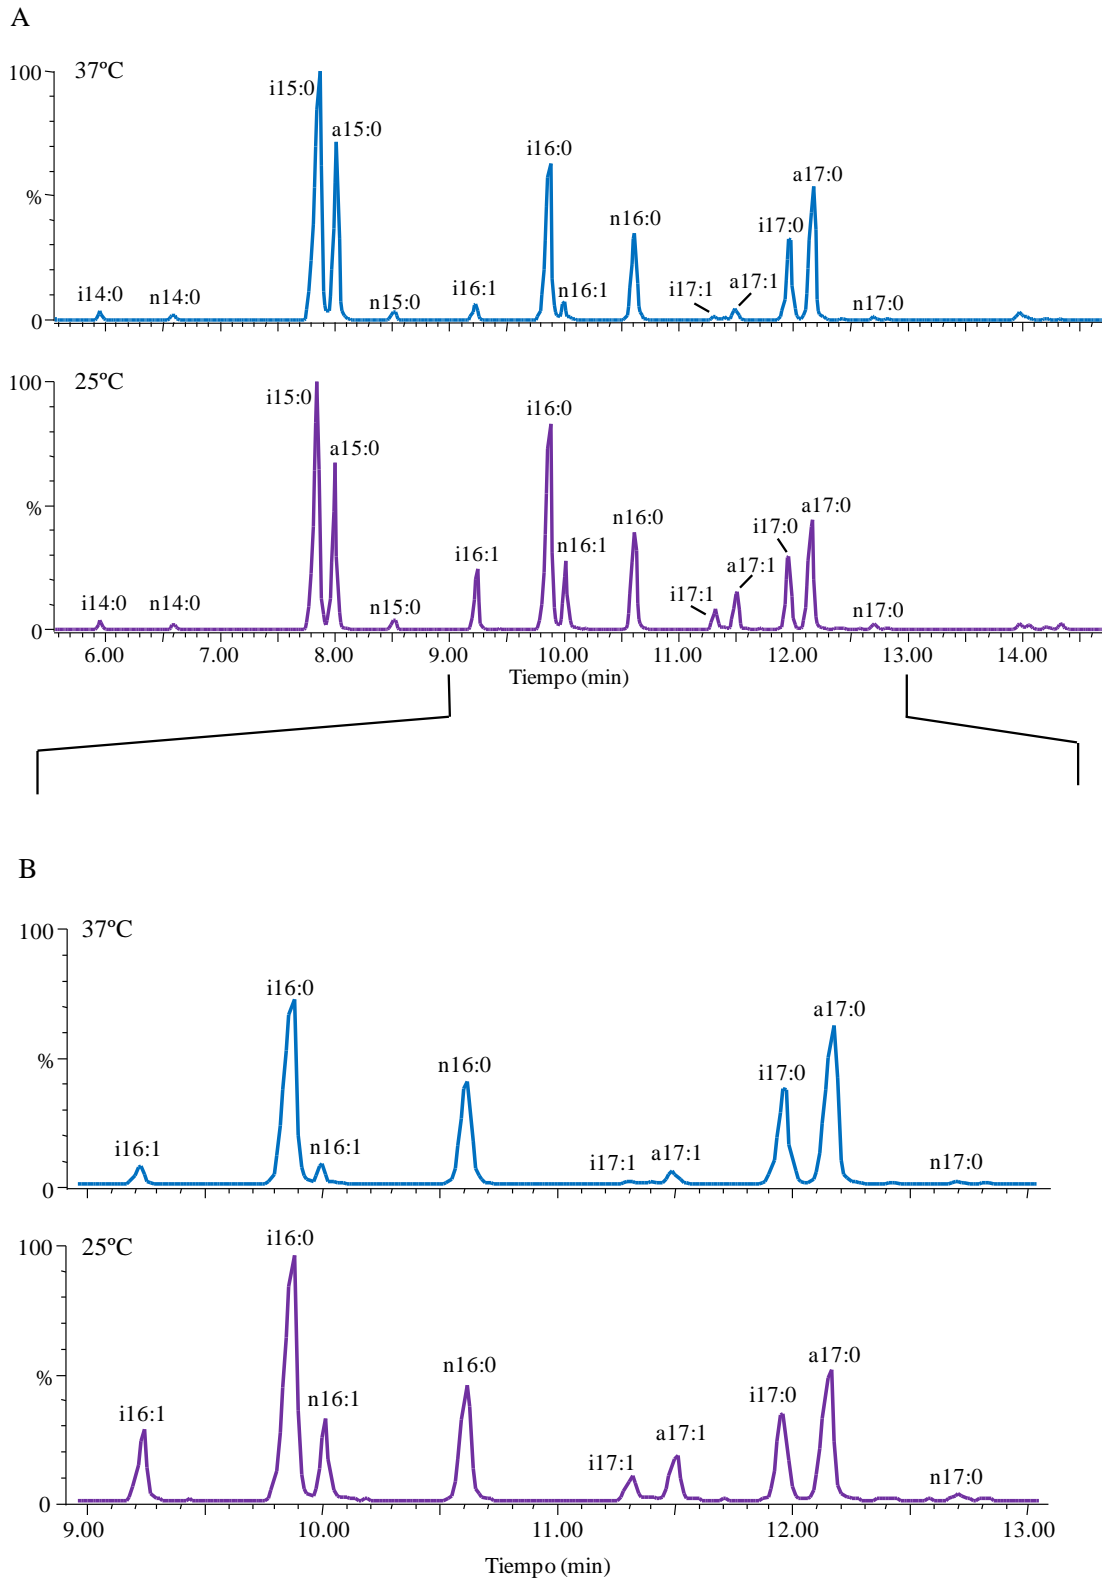 A
37ºC
100
%
0
i14:0
n14:0
i15:0
a15:0
n15:0
i16:1
i16:0
n16:1
n16:0
i17:1
a17:1
i17:0
a17:0
n17:0
25ºC
100
%
0
i14:0
n14:0
i15:0
a15:0
n15:0
i16:1
i16:0
n16:1
n16:0
i17:1
a17:1
i17:0
a17:0
n17:0
6.00 7.00 8.00 9.00 10.00 11.00 12.00 13.00 14.00
Tiempo (min)
B
37ºC
100
%
0
i16:1
i16:0
n16:1
n16:0
i17:1
a17:1
i17:0
a17:0
n17:0
25ºC
100
%
0
i16:1
i16:0
n16:1
n16:0
i17:1
a17:1
i17:0
a17:0
n17:0
9.00 10.00 11.00 12.00 13.00
Tiempo (min)